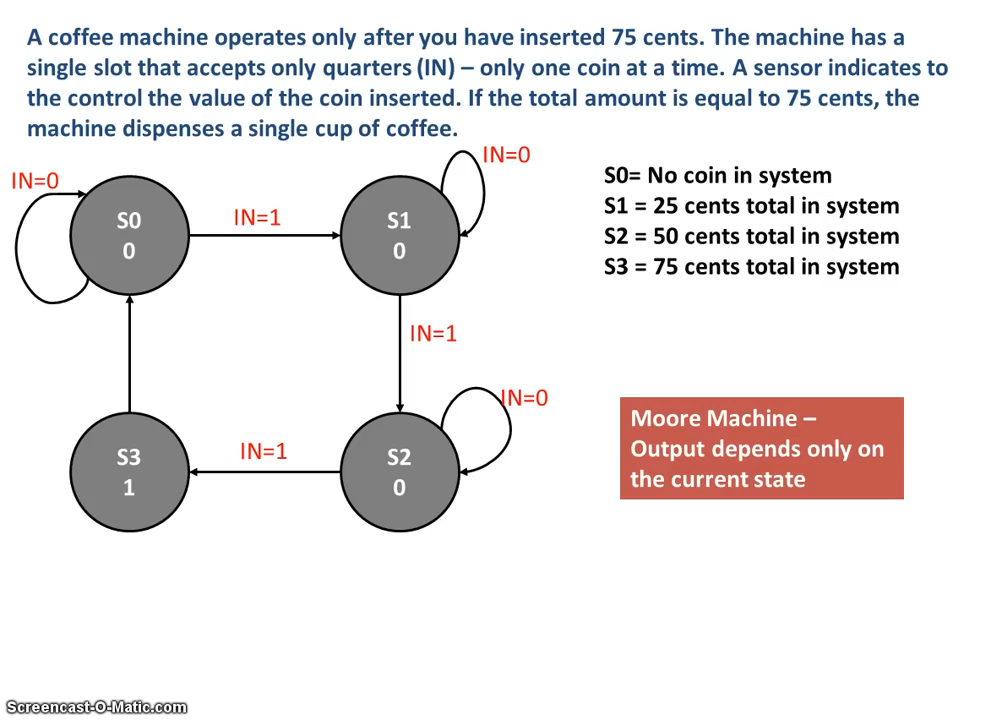 A coffee machine operates only after you have inserted 75 cents. The machine has a
single slot that accepts only quarters (IN) – only one coin at a time. A sensor indicates to
the control the value of the coin inserted. If the total amount is equal to 75 cents, the
machine dispenses a single cup of coffee.
IN=0
S0
0
IN=1
S1
0
IN=0
IN=1
S3
1
IN=1
S2
0
IN=0
S0= No coin in system
S1 = 25 cents total in system
S2 = 50 cents total in system
S3 = 75 cents total in system
Moore Machine –
Output depends only on
the current state
Screencast-O-Matic.com